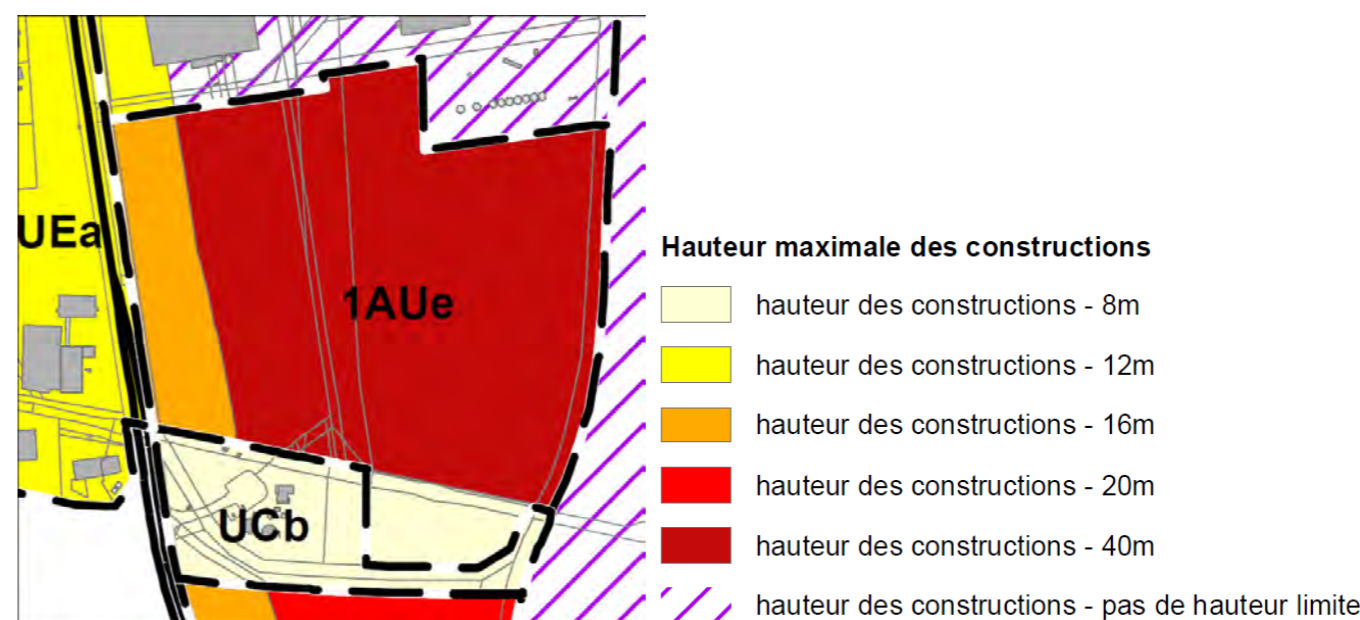 UEa
1AUe
UCb
Hauteur maximale des constructions
hauteur des constructions - 8m
hauteur des constructions - 12m
hauteur des constructions - 16m
hauteur des constructions - 20m
hauteur des constructions - 40m
hauteur des constructions - pas de hauteur limite